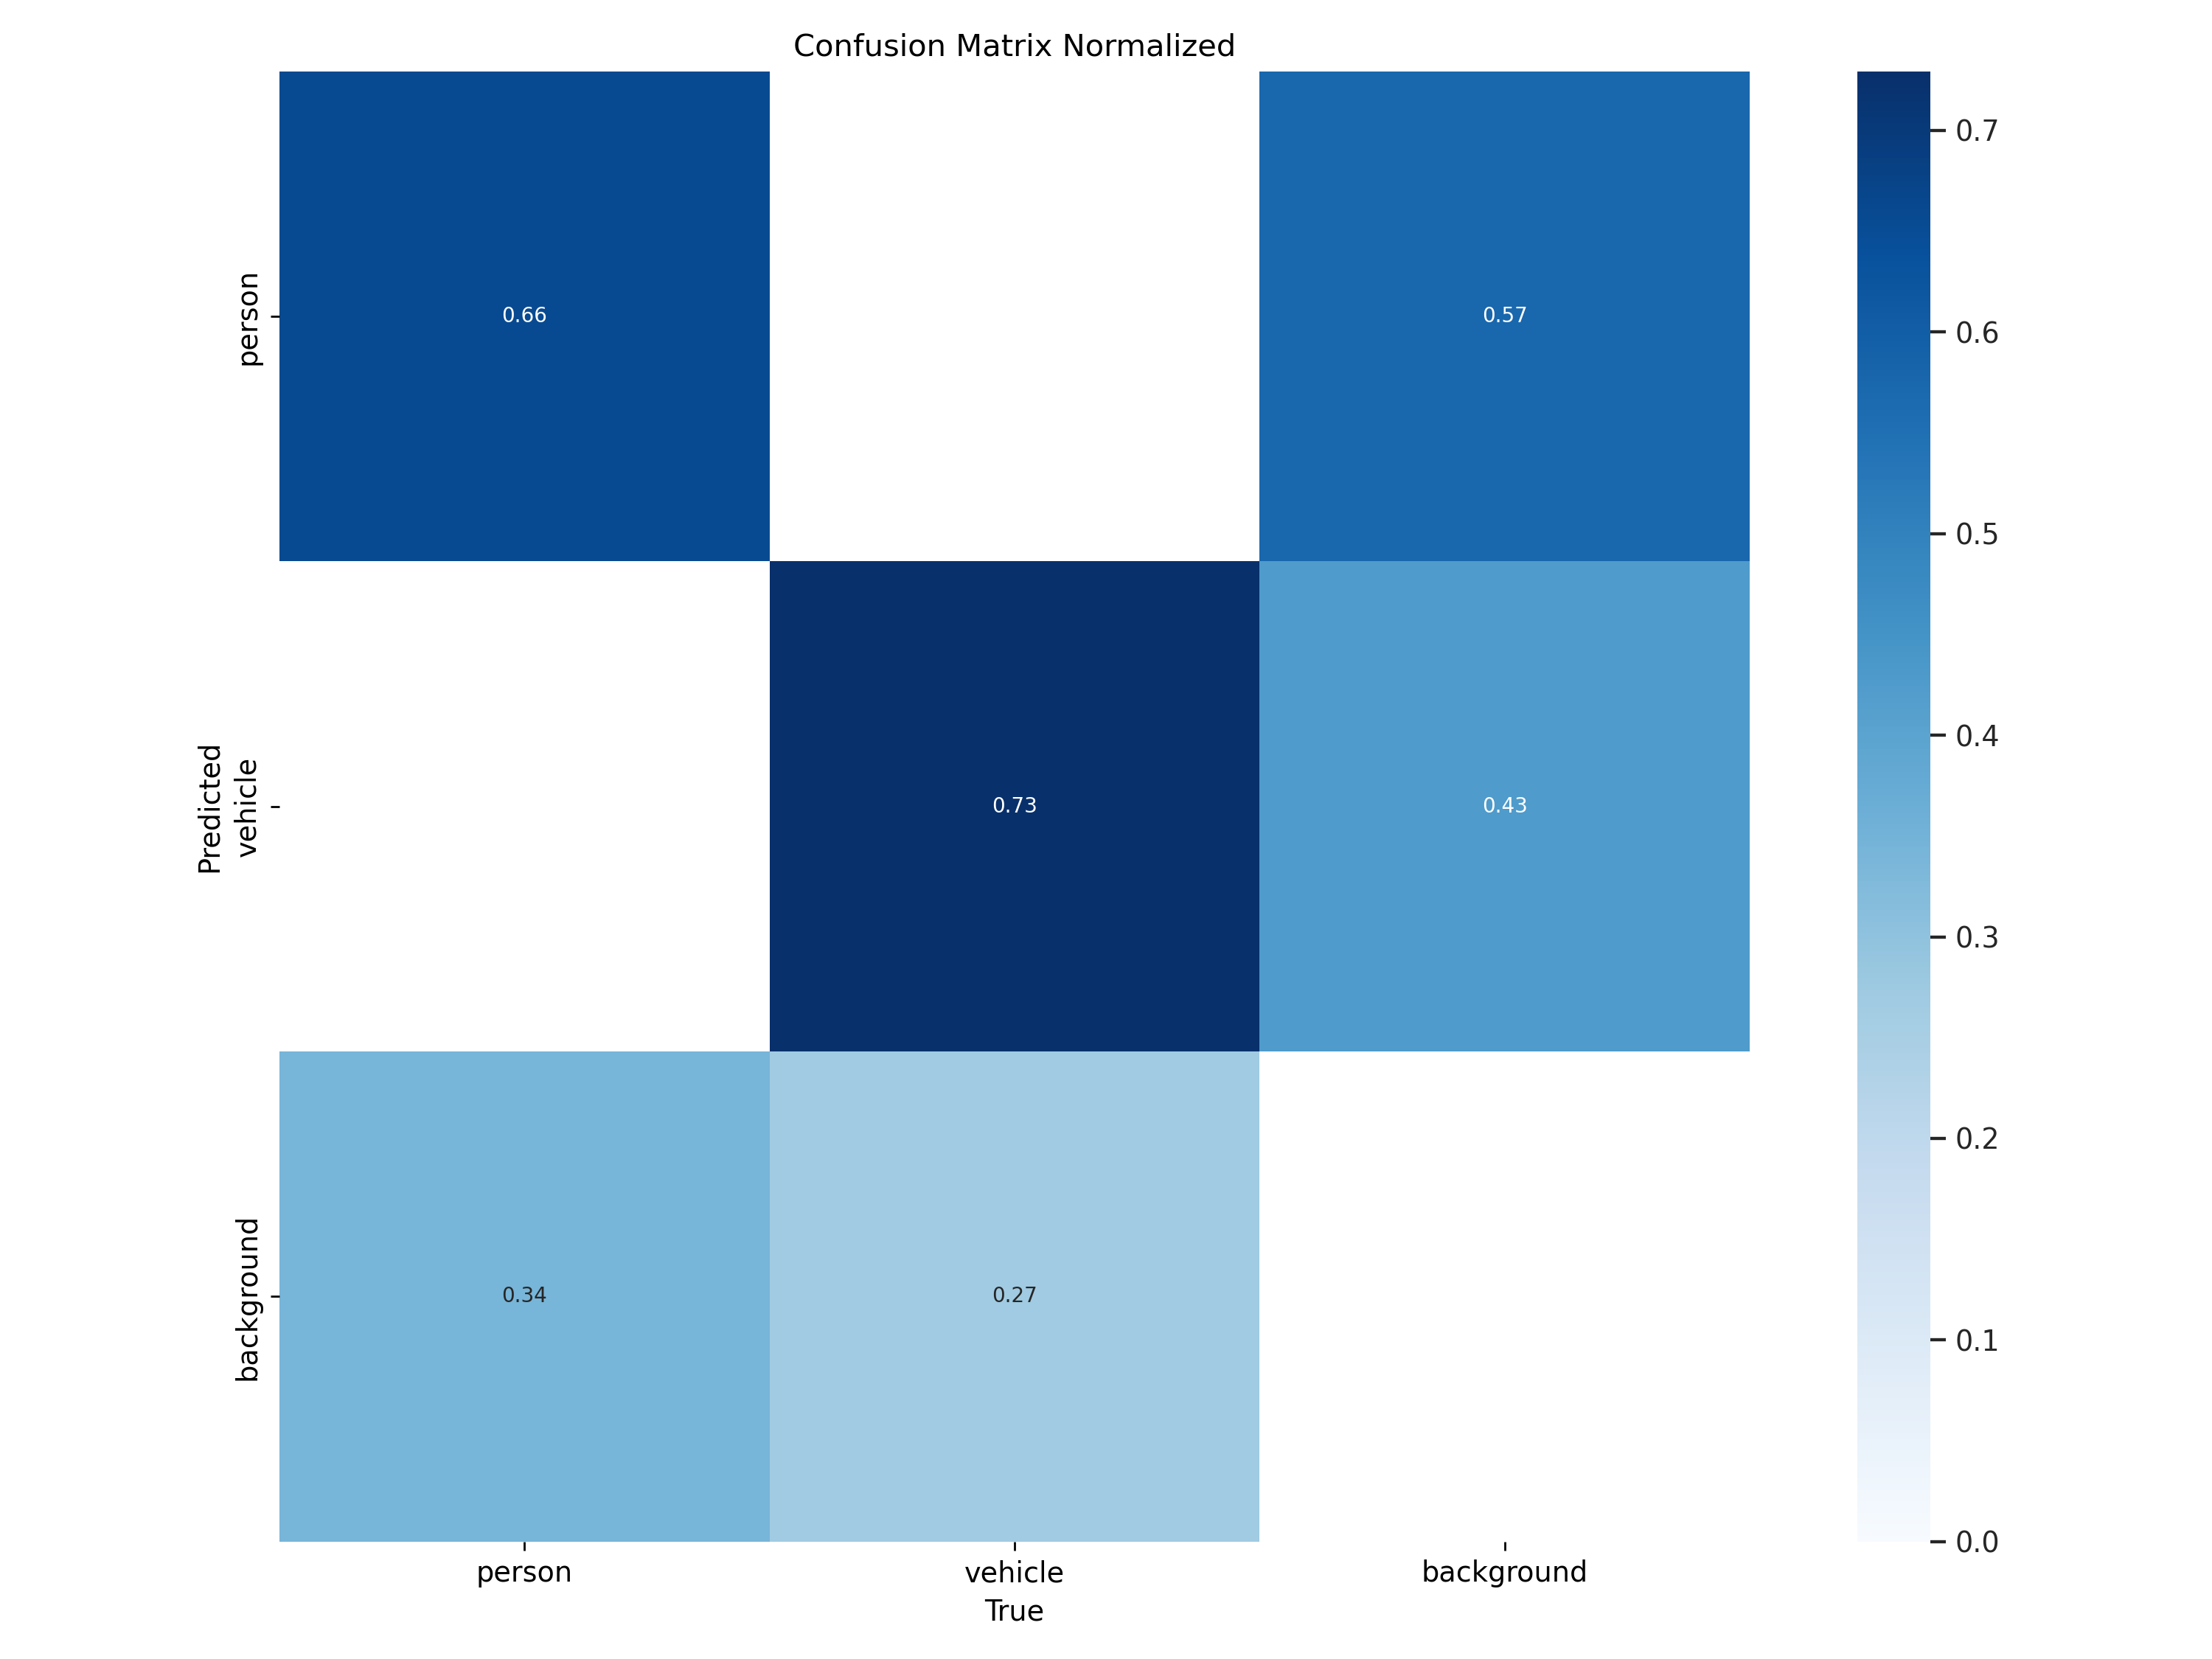 Confusion Matrix Normalized
person
0.66
0.57
0.7
0.6
0.5
Predicted
vehicle
0.73
0.43
0.4
0.3
background
0.34
0.27
0.2
0.1
0.0
person
vehicle
background
True